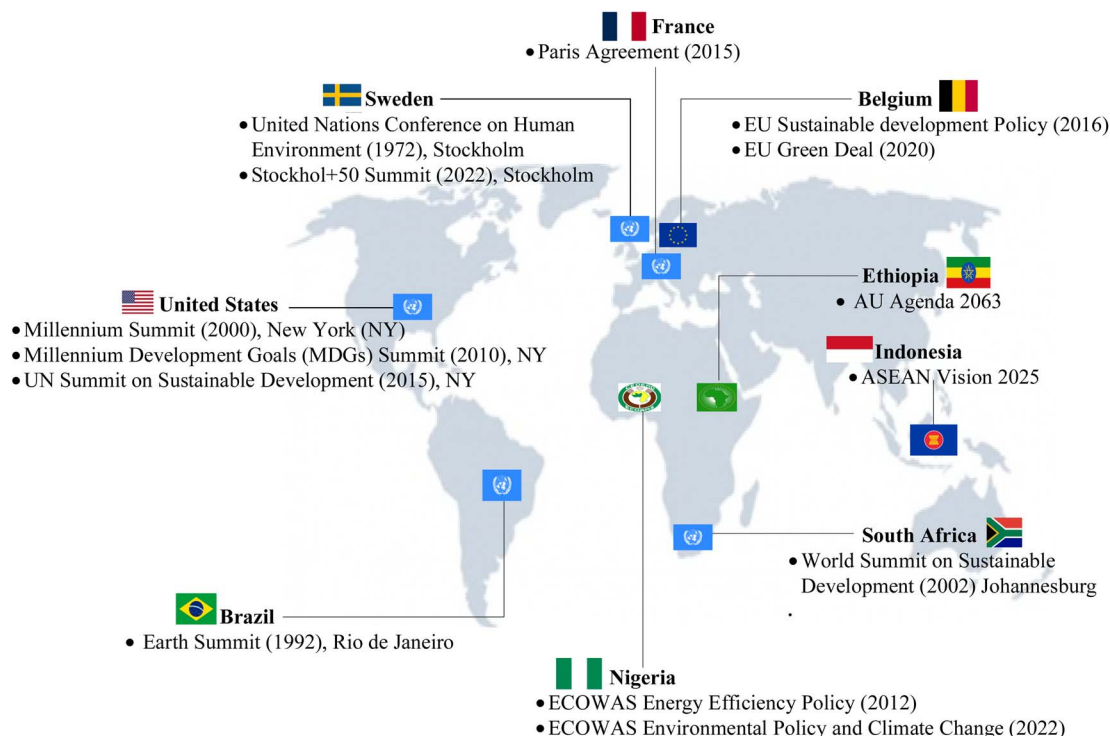 France
• Paris Agreement (2015)
Sweden
• United Nations Conference on Human
Environment (1972), Stockholm
• Stockhol+50 Summit (2022), Stockholm
Belgium
• EU Sustainable development Policy (2016)
• EU Green Deal (2020)
United States
• Millennium Summit (2000), New York (NY)
• Millennium Development Goals (MDGs) Summit (2010), NY
• UN Summit on Sustainable Development (2015), NY
Ethiopia
• AU Agenda 2063
Indonesia
• ASEAN Vision 2025
South Africa
• World Summit on Sustainable
Development (2002) Johannesburg
.
Brazil
• Earth Summit (1992), Rio de Janeiro
Nigeria
• ECOWAS Energy Efficiency Policy (2012)
• ECOWAS Environmental Policy and Climate Change (2022)